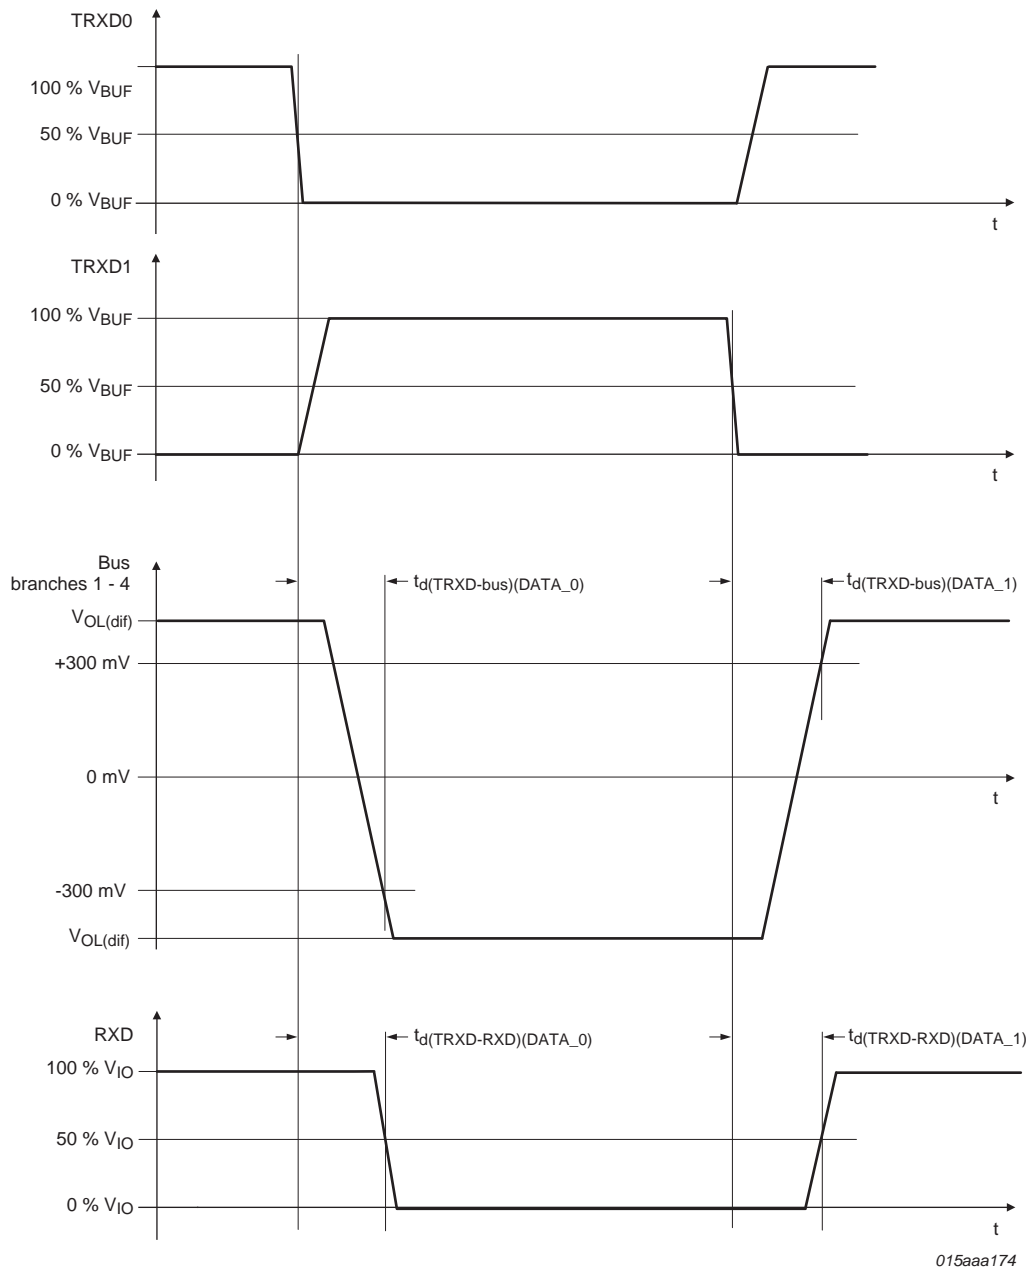 TRXD0
100 % VBUF
50 % VBUF
0 % VBUF
t
TRXD1
100 % VBUF
50 % VBUF
0 % VBUF
t
Bus
branches 1 - 4
td(TRXD-bus)(DATA_0)
td(TRXD-bus)(DATA_1)
VOL(dif)
+300 mV
0 mV
t
-300 mV
VOL(dif)
RXD
td(TRXD-RXD)(DATA_0)
td(TRXD-RXD)(DATA_1)
100 % VIO
50 % VIO
0 % VIO
t
015aaa174